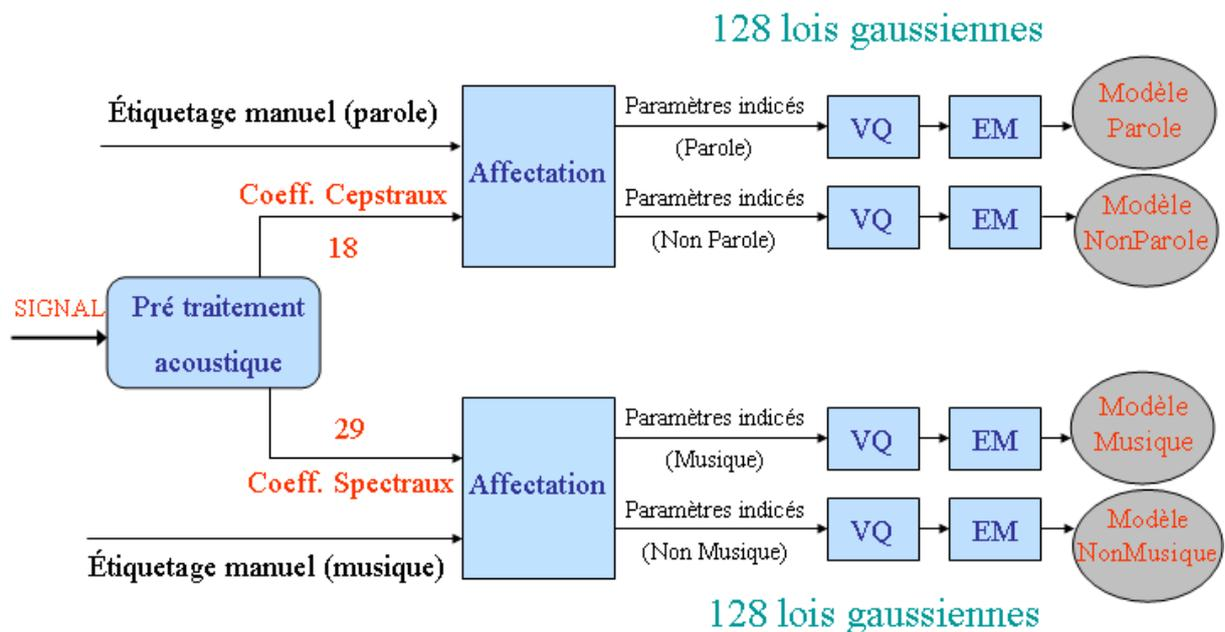 128 lois gaussiennes
Étiquetage manuel (parole)
Coeff. Cepstraux
18
Affectation
Paramètres indicés
(Parole)
VQ
EM
Modèle
Parole
Paramètres indicés
(Non Parole)
VQ
EM
Modèle
NonParole
SIGNAL
Pré traitement
acoustique
29
Coeff. Spectraux
Étiquetage manuel (musique)
Affectation
Paramètres indicés
(Musique)
VQ
EM
Modèle
Musique
Paramètres indicés
(Non Musique)
VQ
EM
Modèle
NonMusique
128 lois gaussiennes